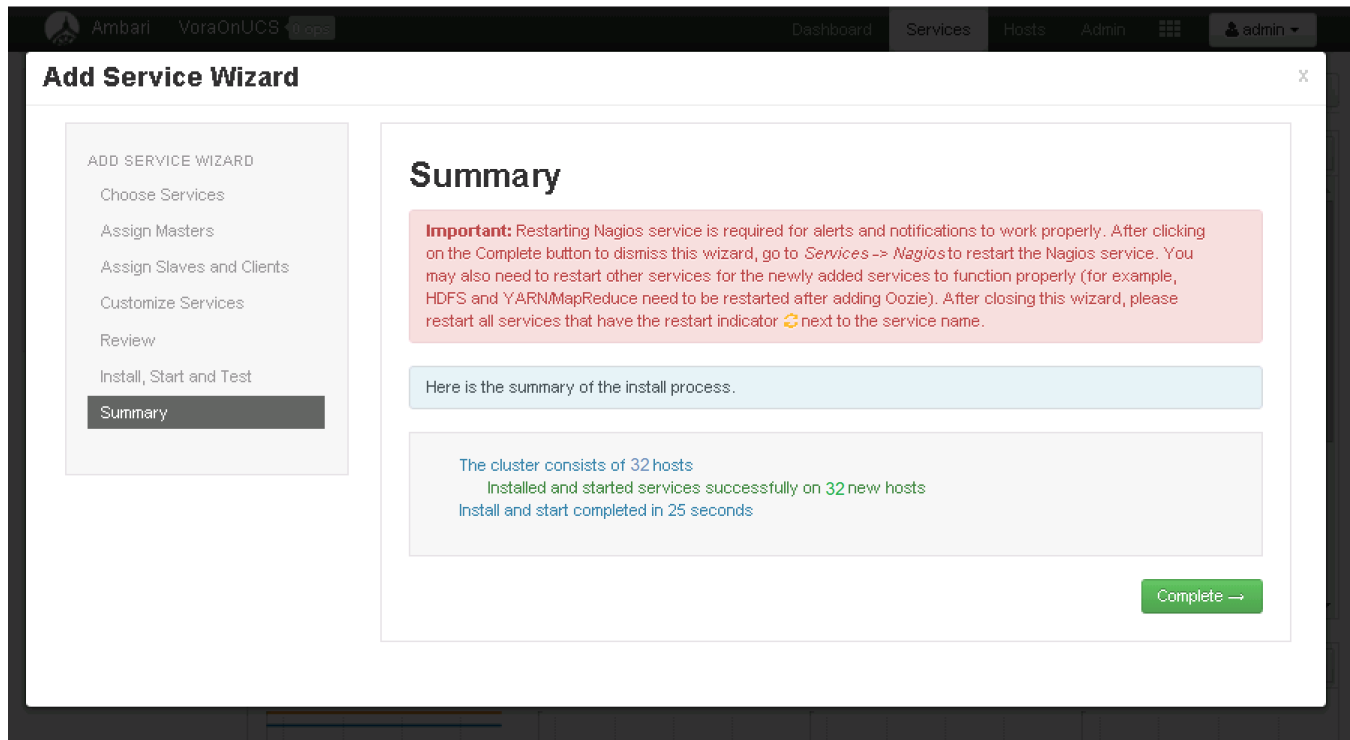 Ambari VoraOnUCS 0 ops Dashboard Services Hosts Admin admin
Add Service Wizard
x
ADD SERVICE WIZARD
Choose Services
Assign Masters
Assign Slaves and Clients
Customize Services
Review
Install, Start and Test
Summary
Summary
Important: Restarting Nagios service is required for alerts and notifications to work properly. After clicking
on the Complete button to dismiss this wizard, go to Services -> Nagios to restart the Nagios service. You
may also need to restart other services for the newly added services to function properly (for example,
HDFS and YARN/MapReduce need to be restarted after adding Oozie). After closing this wizard, please
restart all services that have the restart indicator next to the service name.
Here is the summary of the install process.
The cluster consists of 32 hosts
Installed and started services successfully on 32 new hosts
Install and start completed in 25 seconds
Complete →